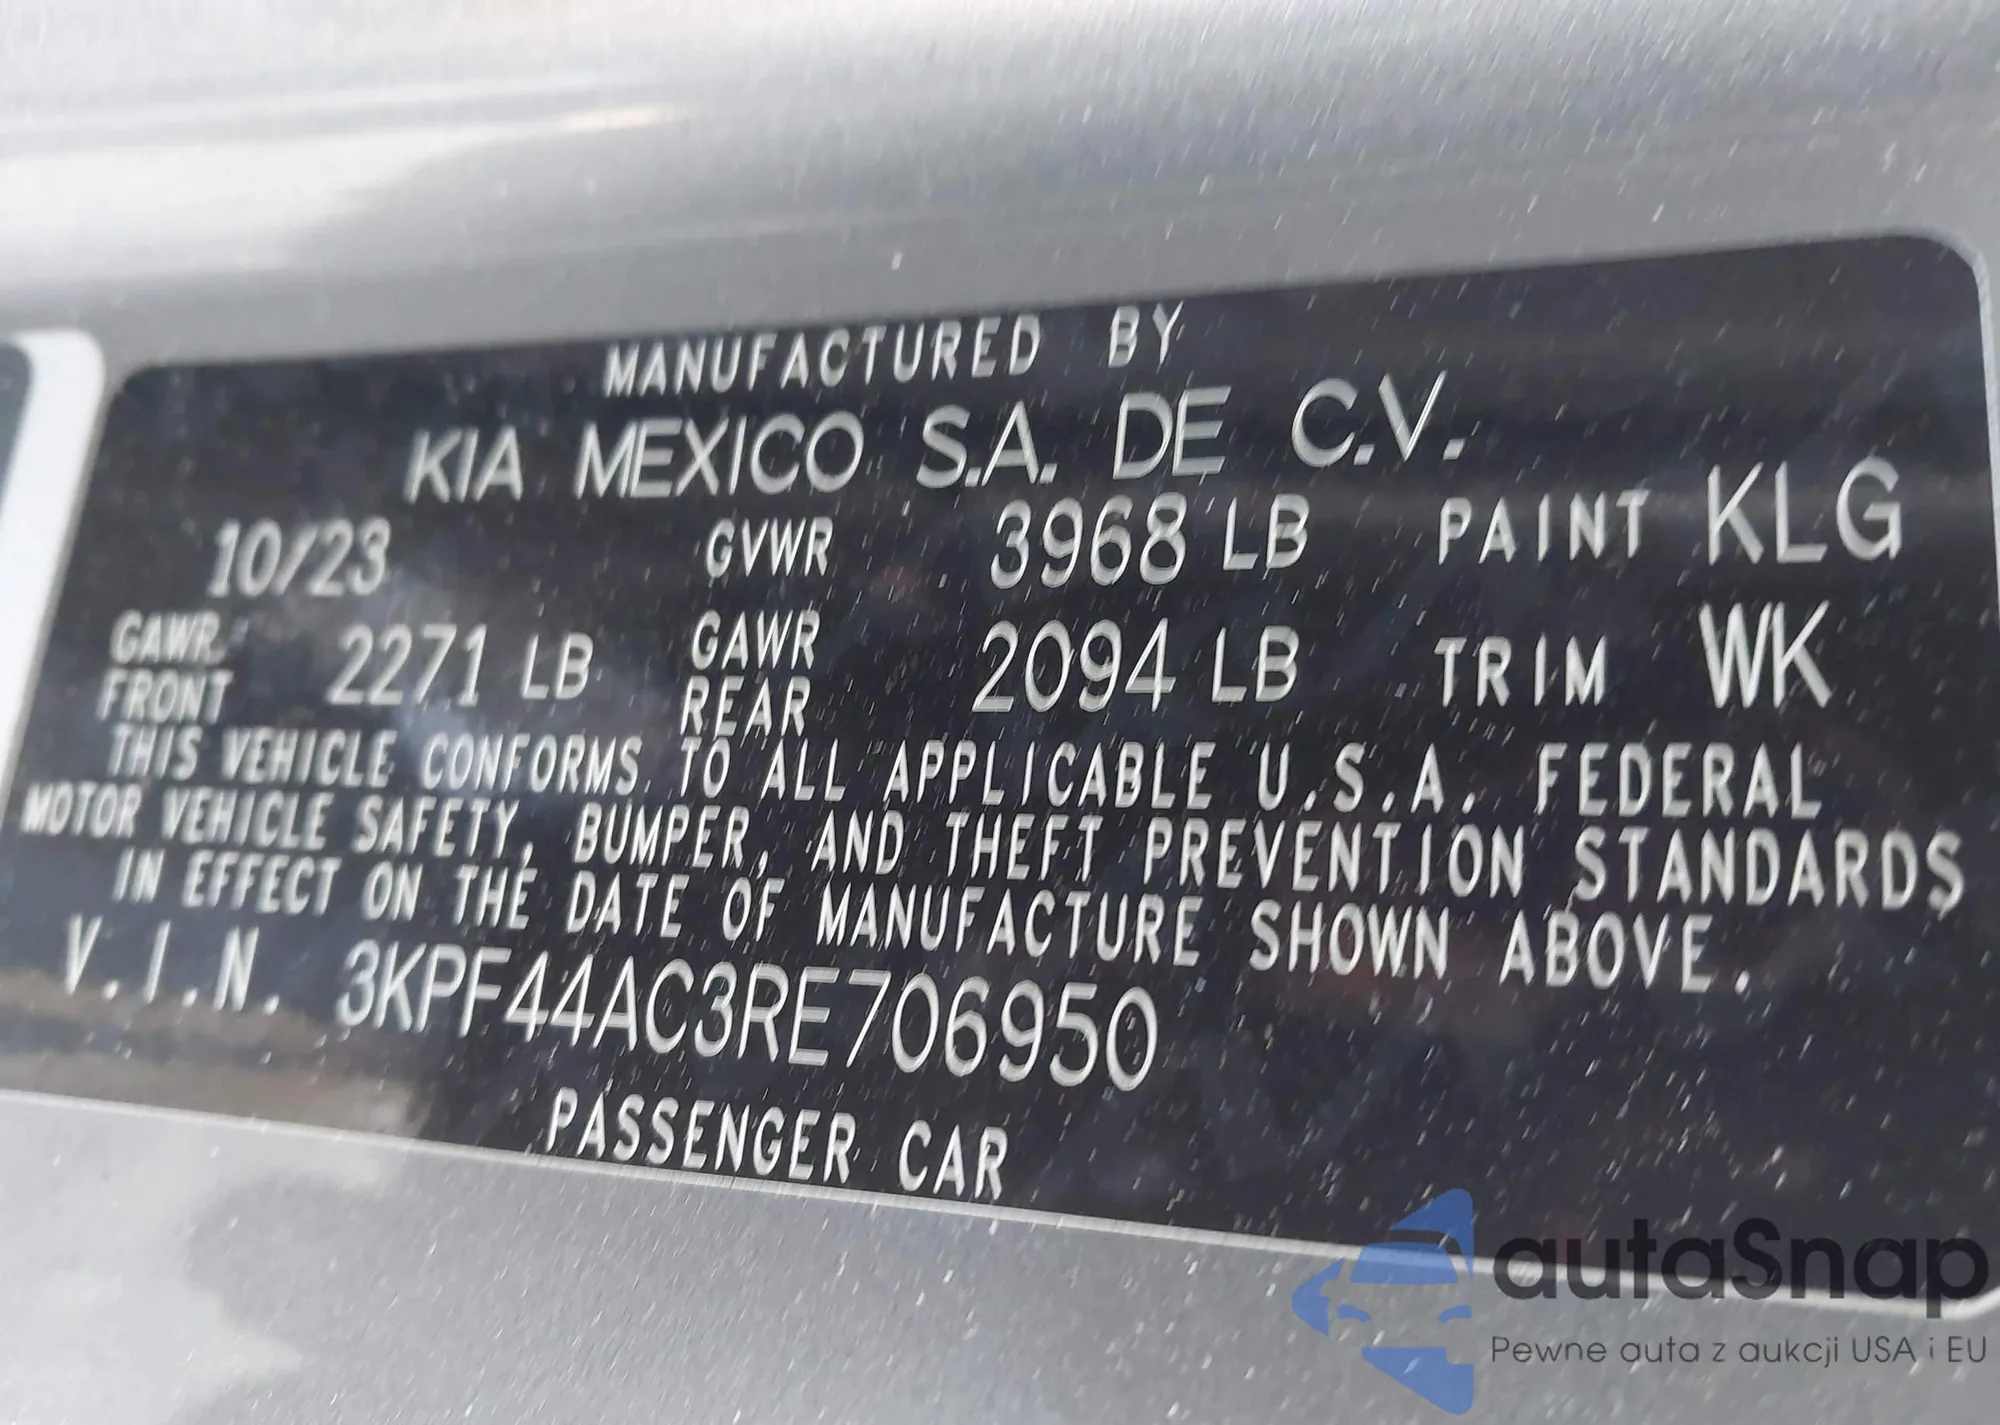 MANUFACTURED BY
KIA MEXICO S.A. DE C.V.
10/23 GVWR 3968 LB PAINT KLG
GAWR FRONT 2271 LB GAWR REAR 2094 LB TRIM WK
THIS VEHICLE CONFORMS TO ALL APPLICABLE U.S.A. FEDERAL
MOTOR VEHICLE SAFETY, BUMPER, AND THEFT PREVENTION STANDARDS
IN EFFECT ON THE DATE OF MANUFACTURE SHOWN ABOVE.
V.I.N. 3KPF44AC3RE706950
PASSENGER CAR
autaSnap
Pewne auta z aukcji USA i EU